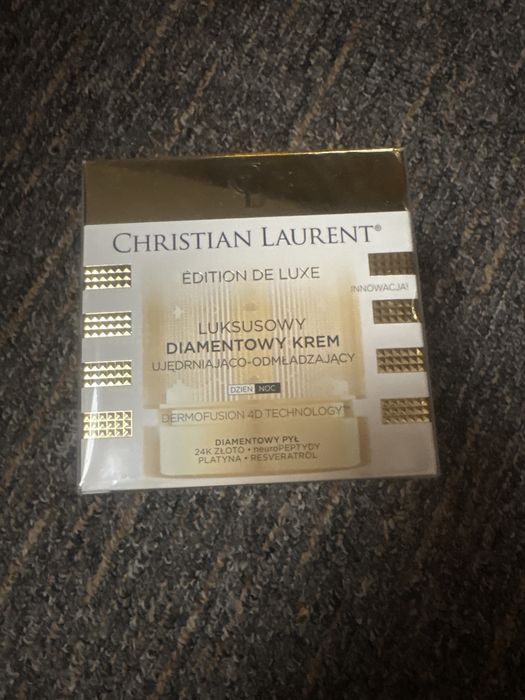 CHRISTIAN LAURENT®
ÉDITION DE LUXE
INNOWACJA!
LUKSUSOWY
DIAMENTOWY KREM
UJĘDRNIAJĄCO-ODMŁADZAJĄCY
DZIEŃ NOC
DERMOFUSION 4D TECHNOLOGY™
DIAMENTOWY PYŁ
24K ZŁOTO • neuroPEPTYDY
PLATYNA • RESVERATROL